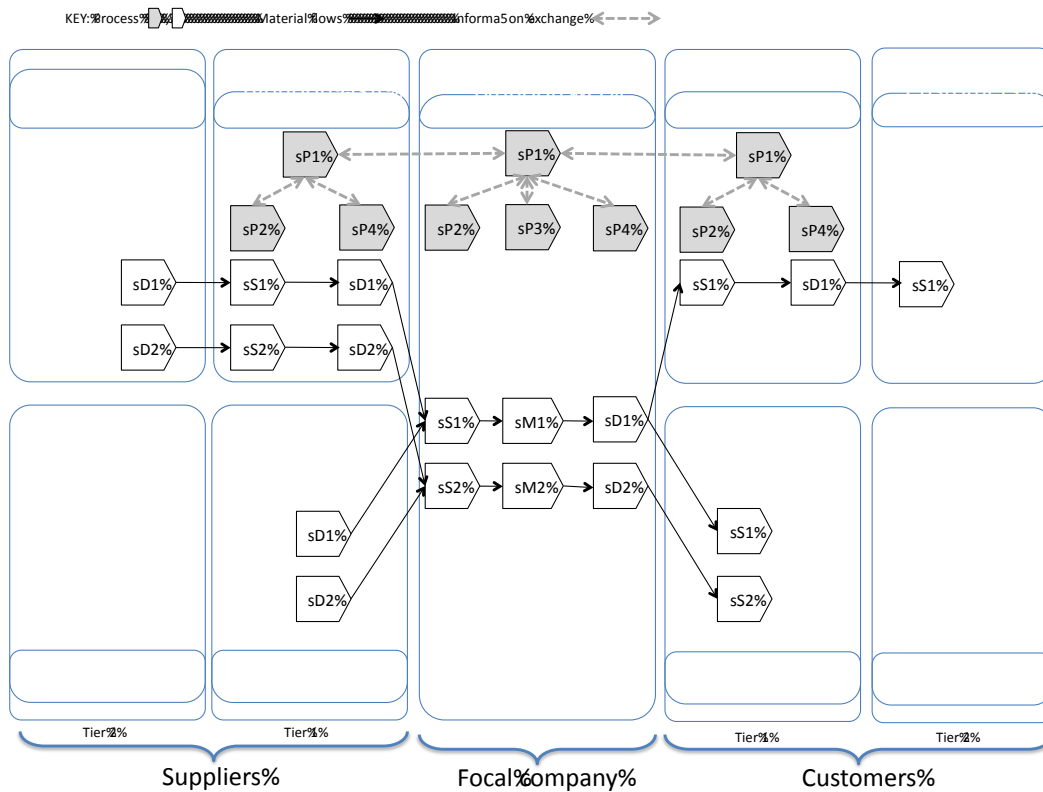 KEY:% Process% Material% flows% Informa5on% exchange%
sP1% sP1% sP1%
sP2% sP4% sP2% sP3% sP4% sP2% sP4%
sD1% sS1% sD1% sS1% sD1% sS1%
sD2% sS2% sD2%
sS1% sM1% sD1%
sS2% sM2% sD2%
sD1% sS1%
sD2% sS2%
Tier%2% Tier%1% Tier%1% Tier%2%
Suppliers% Focal%company% Customers%